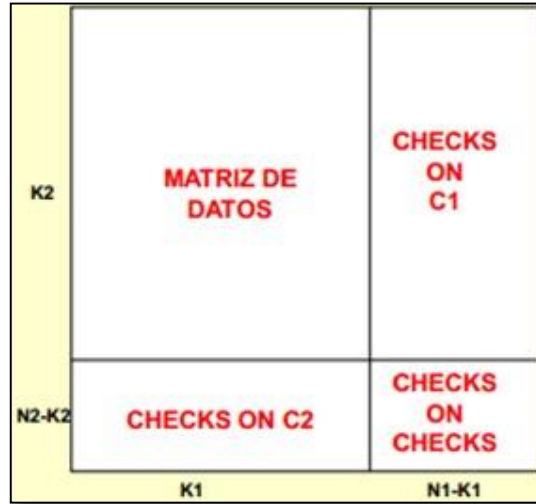 K2
MATRIZ DE
DATOS
CHECKS
ON
C1
N2-K2
CHECKS ON C2
CHECKS
ON
CHECKS
K1
N1-K1